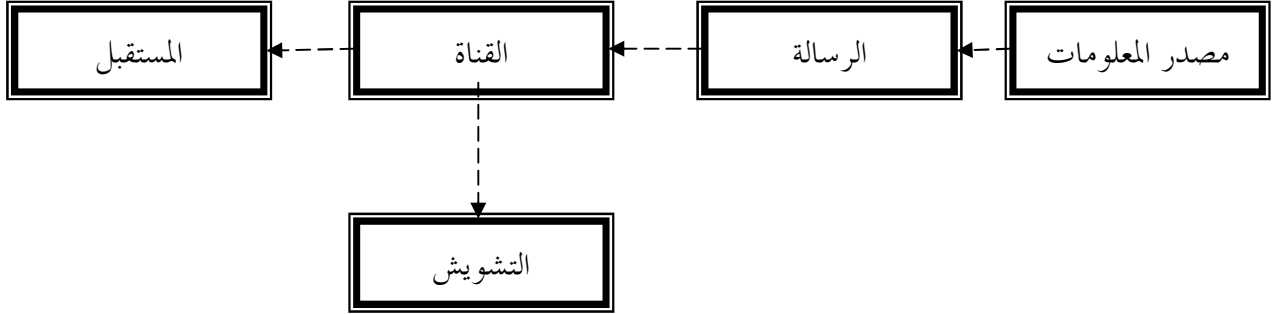 مصدر المعلومات
الرسالة
القناة
المستقبل
التشويش